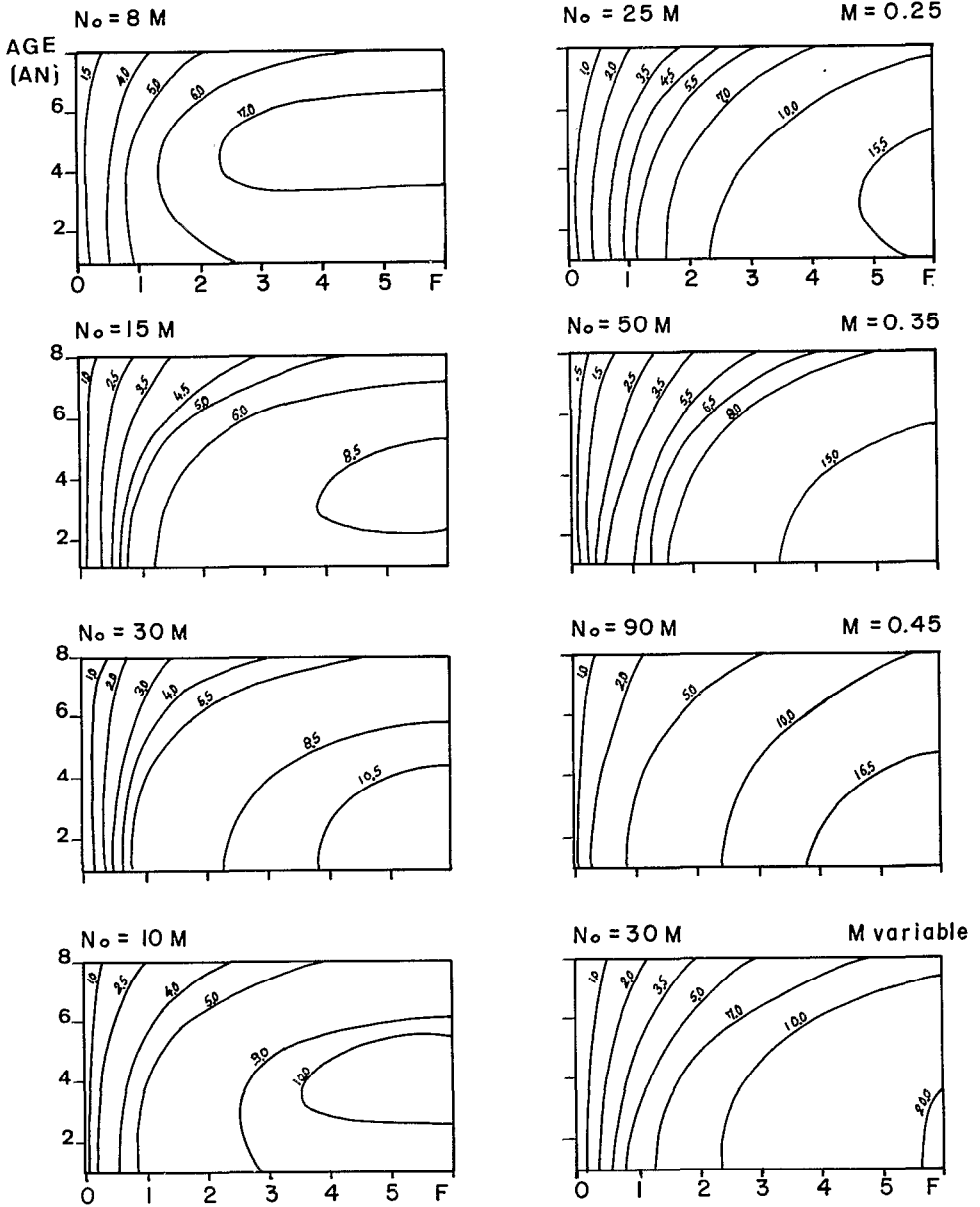 No = 8 M
No = 25 M M = 0.25
AGE
(AN)
6
4
2
1.5 4.0 5.0 6.0 7.0
0 1 2 3 4 5 F
1.0 2.0 3.5 4.5 5.5 7.0 10.0 15.5
0 1 2 3 4 5 F.
No = 15 M
No = 50 M M = 0.35
8
6
4
2
1.0 2.5 3.5 4.5 5.0 6.0 8.5
.5 1.5 2.5 3.5 5.5 6.5 8.0 15.0
No = 30 M
No = 90 M M = 0.45
8
6
4
2
1.0 2.0 3.0 4.0 5.5 8.5 10.5
1.0 2.0 5.0 10.0 16.5
No = 10 M
No = 30 M M variable
8
6
4
2
1.0 2.5 4.0 5.0 9.0 10.0
0 1 2 3 4 5 F
1.0 2.0 3.5 5.0 7.0 10.0 20.0
0 1 2 3 4 5 F